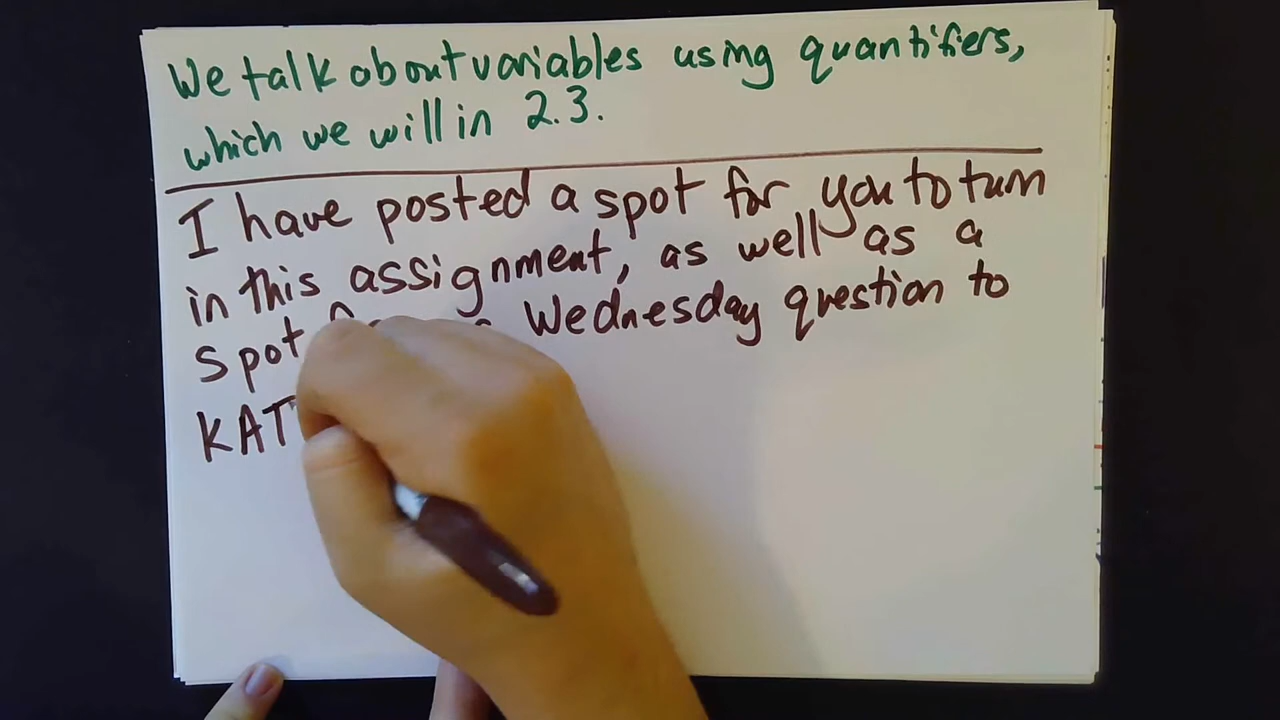 We talk about variables using quantifiers,
which we will in 2.3.
I have posted a spot for you to turn
in this assignment, as well as a
spot Wednesday question to
KAT